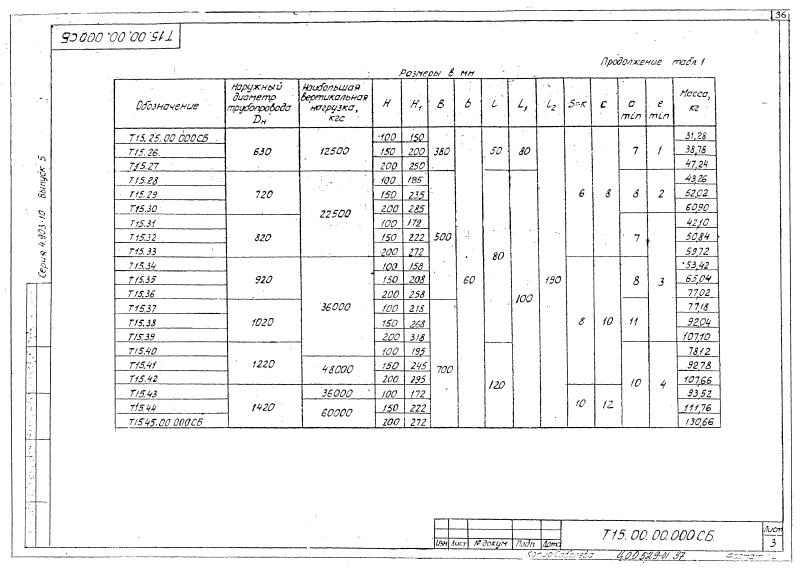 36
Т15.00.00.000СБ
Продолжение табл 1
Размеры в мм
Обозначение | Наружный диаметр трубопровода Dн | Наибольшая вертикальная нагрузка, кгс | H | H1 | B | b | l | L1 | l2 | S=к | c | a min | e min | Масса, кг
Т15.25.00 000СБ | 630 | 12500 | 100 | 150 | 380 | 60 | 50 | 80 | 190 | 6 | 8 | 7 | 1 | 31,28
Т15.26 | 150 | 200 | 38,78
Т15.27 | 200 | 250 | 47,24
Т15.28 | 720 | 22500 | 100 | 185 | 500 | 80 | 100 | 8 | 2 | 43,26
Т15.29 | 150 | 235 | 52,02
Т15.30 | 200 | 285 | 60,90
Т15.31 | 820 | 100 | 172 | 7 | 3 | 42,10
Т15.32 | 150 | 222 | 50,84
Т15.33 | 200 | 272 | 59,72
Т15.34 | 920 | 36000 | 100 | 158 | 8 | 10 | 8 | 53,42
Т15.35 | 150 | 208 | 65,04
Т15.36 | 200 | 258 | 77,02
Т15.37 | 1020 | 100 | 218 | 700 | 11 | 77,18
Т15.38 | 150 | 268 | 92,04
Т15.39 | 200 | 318 | 107,10
Т15.40 | 1220 | 100 | 195 | 120 | 10 | 4 | 78,12
Т15.41 | 48000 | 150 | 245 | 92,78
Т15.42 | 200 | 295 | 107,66
Т15.43 | 1420 | 36000 | 100 | 172 | 10 | 12 | 93,52
Т15.44 | 60000 | 150 | 222 | 111,76
Т15 45.00 000СБ | 200 | 272 | 130,66
Серия 4.903-10 Выпуск 5
Изм Лист № докум Подп Дата
Т15.00.00.000СБ
Лист
3
Копир
Ц00529-01 37
Формат 12